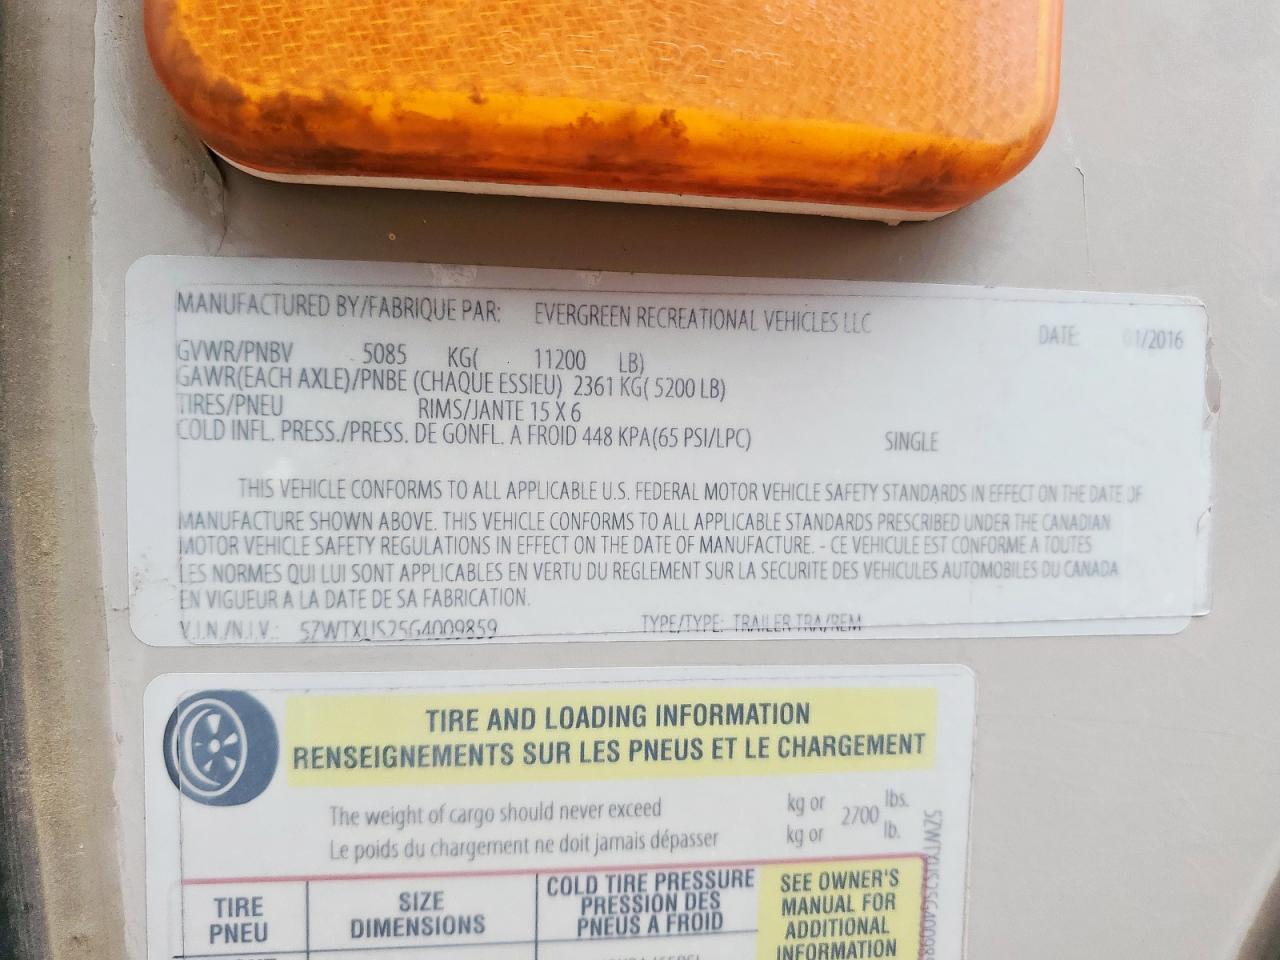 MANUFACTURED BY/FABRIQUE PAR: EVERGREEN RECREATIONAL VEHICLES LLC
DATE: 01/2016
GVWR/PNBV 5085 KG( 11200 LB)
GAWR(EACH AXLE)/PNBE (CHAQUE ESSIEU) 2361 KG( 5200 LB)
TIRES/PNEU RIMS/JANTE 15 X 6
COLD INFL. PRESS./PRESS. DE GONFL. A FROID 448 KPA(65 PSI/LPC) SINGLE
THIS VEHICLE CONFORMS TO ALL APPLICABLE U.S. FEDERAL MOTOR VEHICLE SAFETY STANDARDS IN EFFECT ON THE DATE OF
MANUFACTURE SHOWN ABOVE. THIS VEHICLE CONFORMS TO ALL APPLICABLE STANDARDS PRESCRIBED UNDER THE CANADIAN
MOTOR VEHICLE SAFETY REGULATIONS IN EFFECT ON THE DATE OF MANUFACTURE. - CE VEHICULE EST CONFORME A TOUTES
LES NORMES QUI LUI SONT APPLICABLES EN VERTU DU REGLEMENT SUR LA SECURITE DES VEHICULES AUTOMOBILES DU CANADA
EN VIGUEUR A LA DATE DE SA FABRICATION.
V.I.N./N.I.V.: 5ZWTXUS25G4009859 TYPE/TYPE: TRAILER TRA/REM
TIRE AND LOADING INFORMATION
RENSEIGNEMENTS SUR LES PNEUS ET LE CHARGEMENT
The weight of cargo should never exceed kg or 2700 lbs.
Le poids du chargement ne doit jamais dépasser kg or lb.
TIRE
PNEU
SIZE
DIMENSIONS
COLD TIRE PRESSURE
PRESSION DES
PNEUS A FROID
SEE OWNER'S
MANUAL FOR
ADDITIONAL
INFORMATION